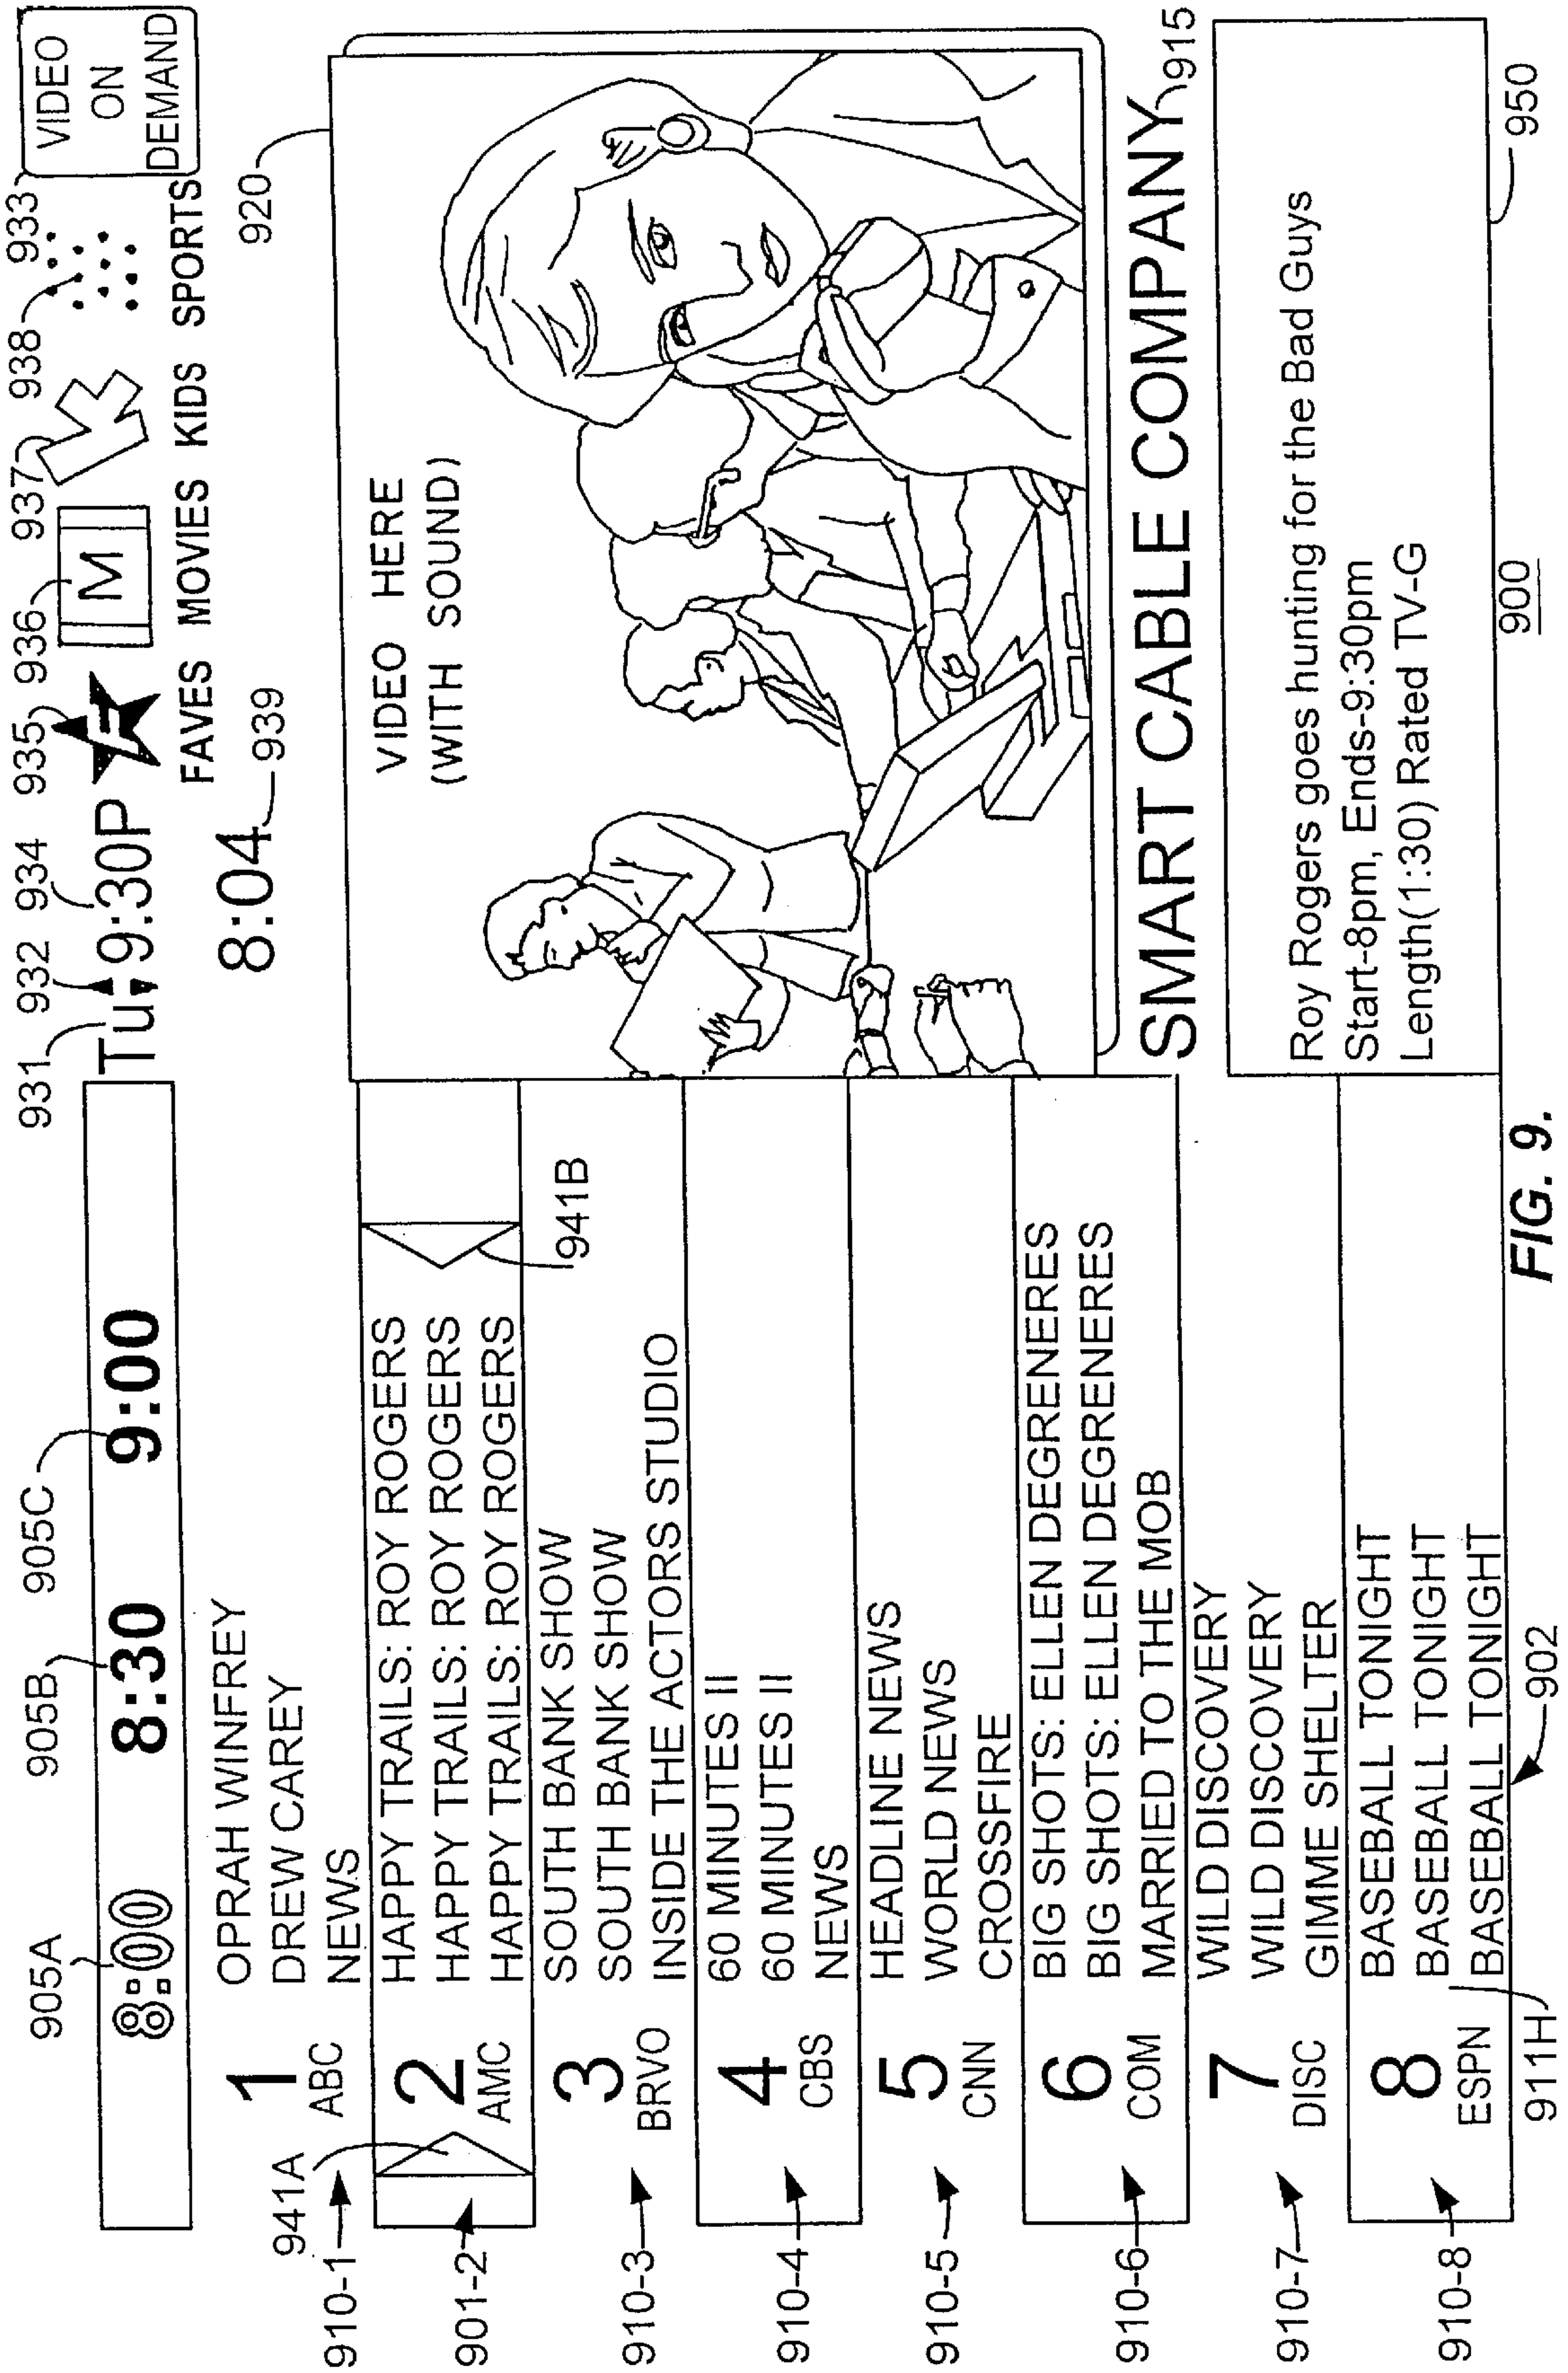 905A
905B
905C
931
932
934
935
936
937
938
933
8:00
8:30
9:00
Tu
9:30P
F
M
VIDEO
ON
DEMAND
FAVES
MOVIES
KIDS
SPORTS
8:04
939
920
941A
910-1
1
ABC
OPRAH WINFREY
DREW CAREY
NEWS
901-2
2
AMC
HAPPY TRAILS: ROY ROGERS
HAPPY TRAILS: ROY ROGERS
HAPPY TRAILS: ROY ROGERS
941B
910-3
3
BRVO
SOUTH BANK SHOW
SOUTH BANK SHOW
INSIDE THE ACTORS STUDIO
910-4
4
CBS
60 MINUTES II
60 MINUTES II
NEWS
910-5
5
CNN
HEADLINE NEWS
WORLD NEWS
CROSSFIRE
910-6
6
COM
BIG SHOTS: ELLEN DEGRENERES
BIG SHOTS: ELLEN DEGRENERES
MARRIED TO THE MOB
910-7
7
DISC
WILD DISCOVERY
WILD DISCOVERY
GIMME SHELTER
910-8
8
ESPN
BASEBALL TONIGHT
BASEBALL TONIGHT
BASEBALL TONIGHT
911H
902
VIDEO HERE
(WITH SOUND)
SMART CABLE COMPANY
915
Roy Rogers goes hunting for the Bad Guys
Start-8pm, Ends-9:30pm
Length(1:30) Rated TV-G
950
900
FIG. 9.